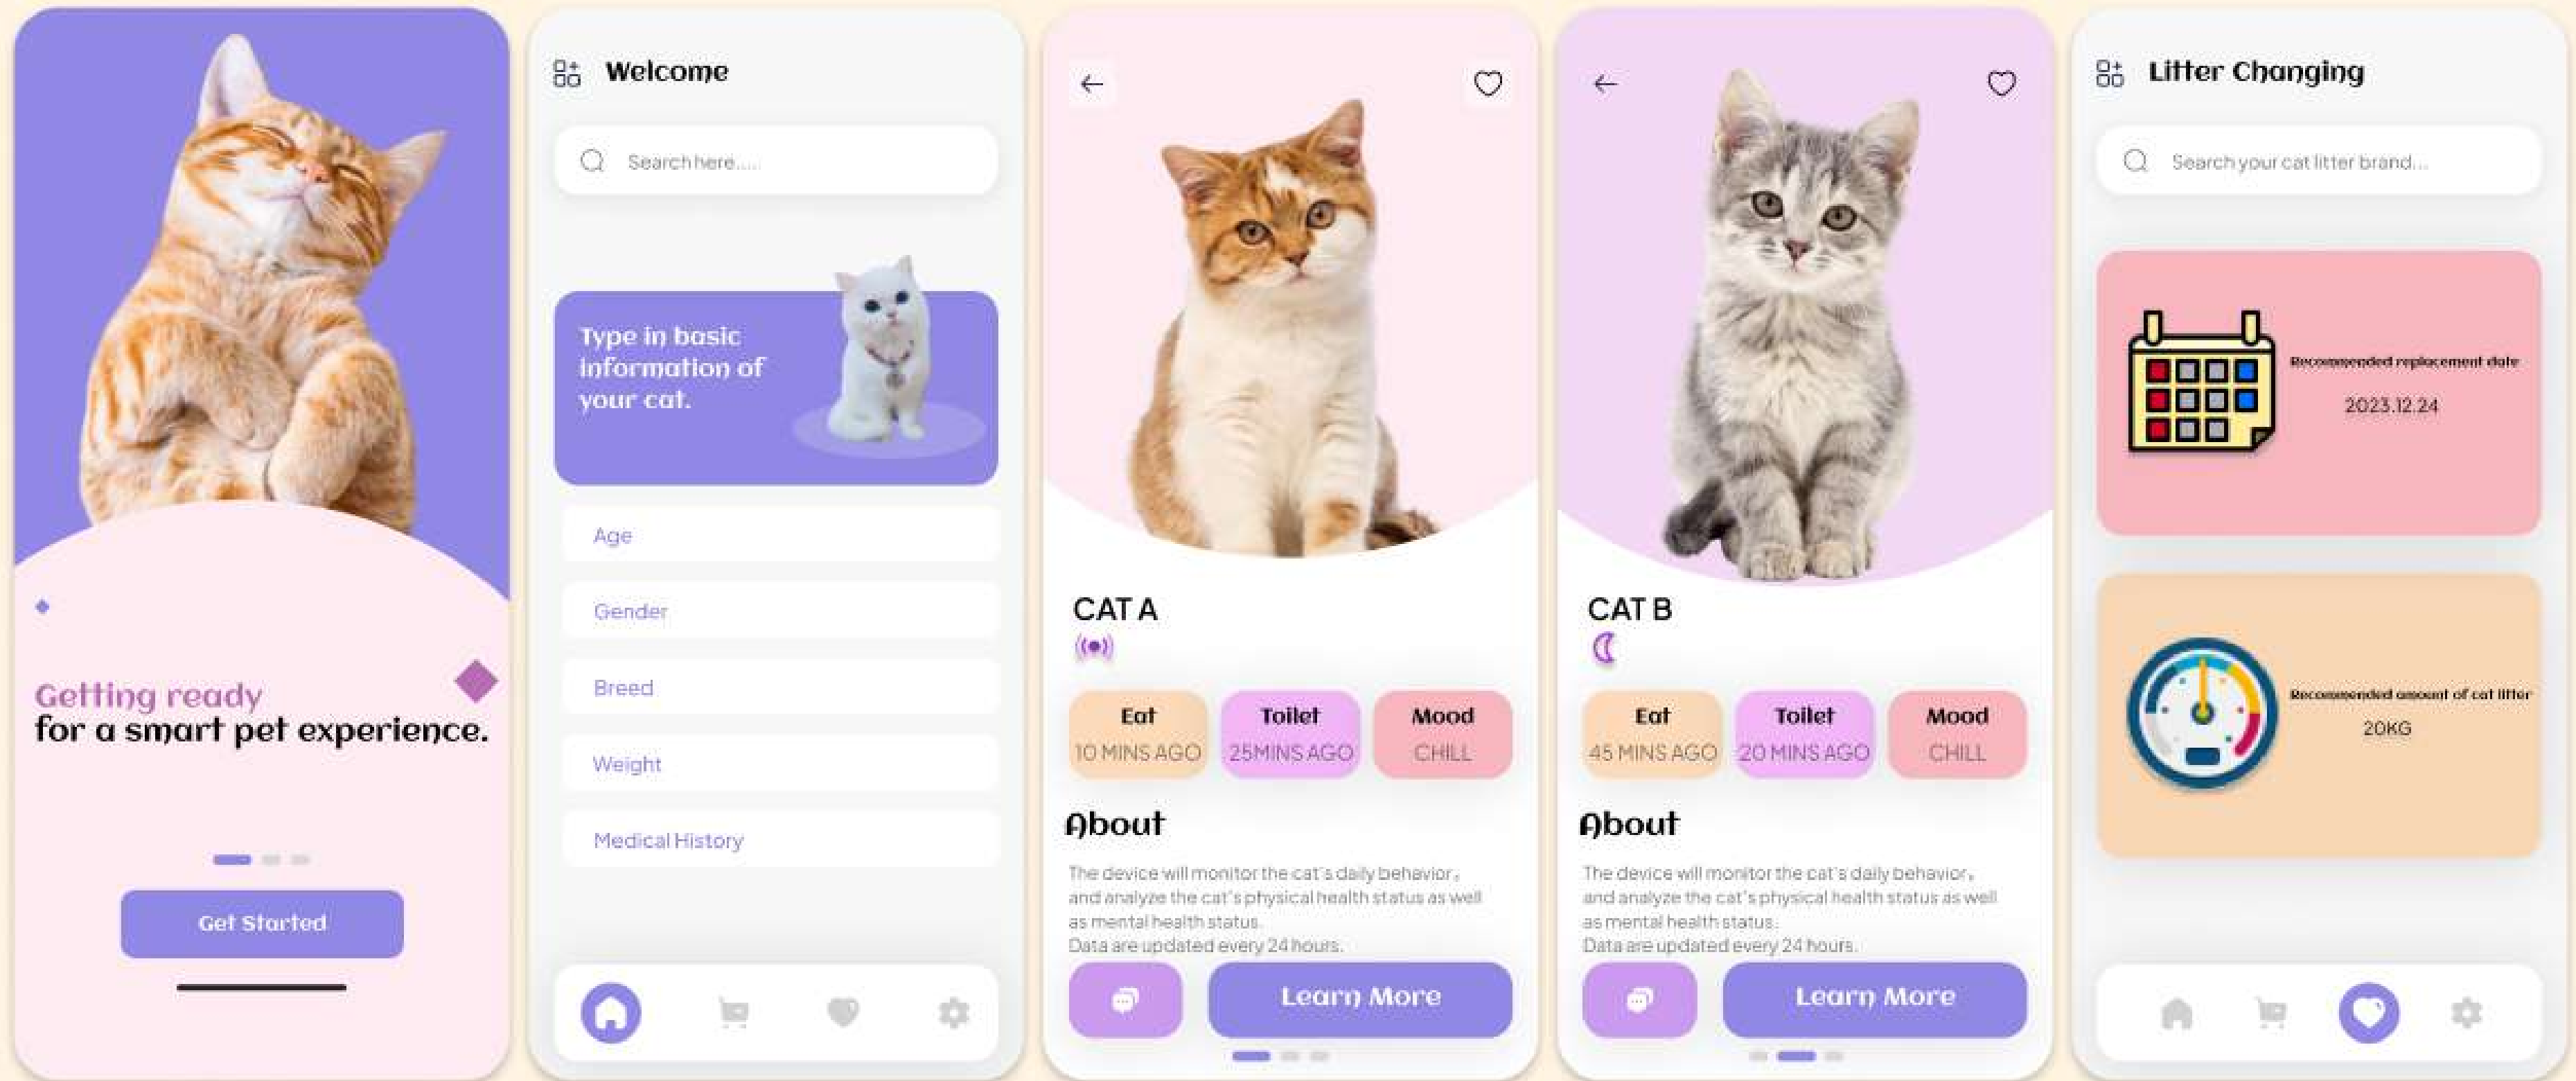 Getting ready
for a smart pet experience.
Get Started
Welcome
Search here.....
Type in basic
information of
your cat.
Age
Gender
Breed
Weight
Medical History
CAT A
Eat
10 MINS AGO
Toilet
25MINS AGO
Mood
CHILL
About
The device will monitor the cat's daily behavior,
and analyze the cat's physical health status as well
as mental health status.
Data are updated every 24 hours.
Learn More
CAT B
Eat
45 MINS AGO
Toilet
20 MINS AGO
Mood
CHILL
About
The device will monitor the cat's daily behavior,
and analyze the cat's physical health status as well
as mental health status.
Data are updated every 24 hours.
Learn More
Litter Changing
Search your cat litter brand...
Recommended replacement date
2023.12.24
Recommended amount of cat litter
20KG